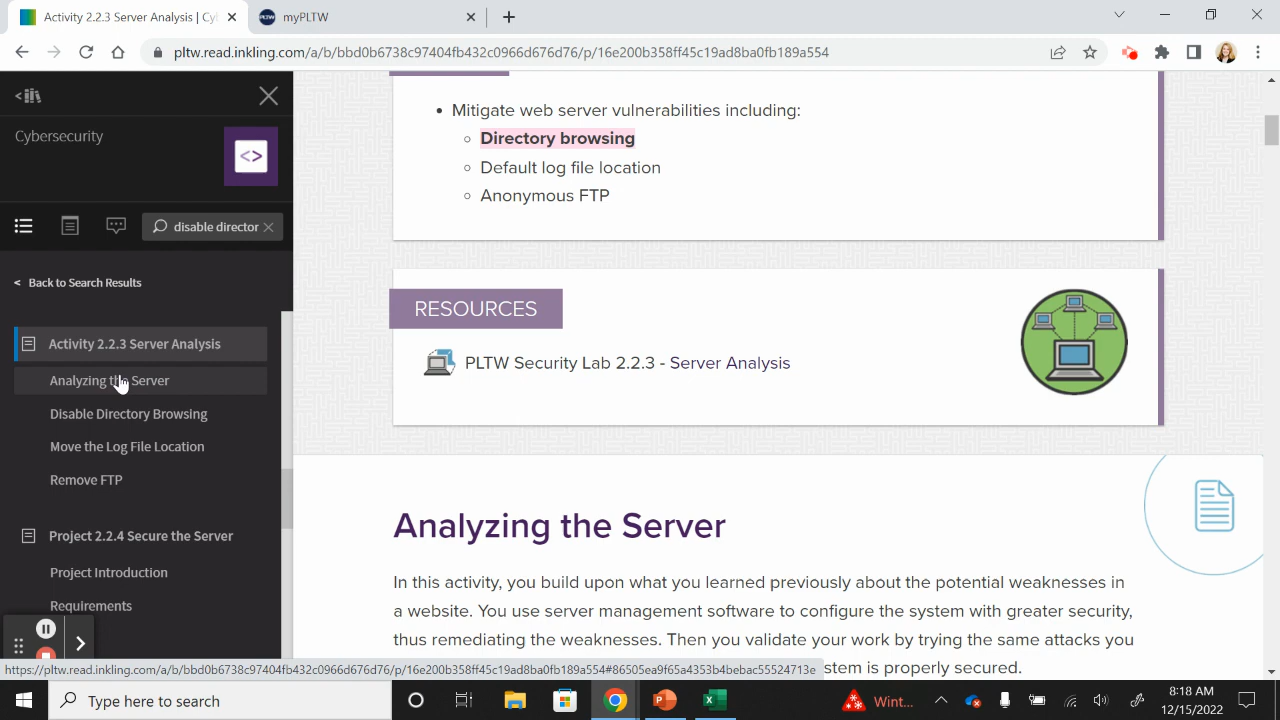 Activity 2.2.3 Server Analysis | Cyl
PLTW
myPLTW
pltw.read.inkling.com/a/b/bbd0b6738c97404fb432c0966d676d76/p/16e200b358ff45c19ad8ba0fb189a554
Cybersecurity
<>
disable director
< Back to Search Results
Activity 2.2.3 Server Analysis
Analyzing the Server
Disable Directory Browsing
Move the Log File Location
Remove FTP
Project 2.2.4 Secure the Server
Project Introduction
Requirements
• Mitigate web server vulnerabilities including:
Directory browsing
Default log file location
Anonymous FTP
RESOURCES
PLTW Security Lab 2.2.3 - Server Analysis
Analyzing the Server
In this activity, you build upon what you learned previously about the potential weaknesses in
a website. You use server management software to configure the system with greater security,
thus remediating the weaknesses. Then you validate your work by trying the same attacks you
stem is properly secured.
https://pltw.read.inkling.com/a/b/bbd0b6738c97404fb432c0966d676d76/p/16e200b358ff45c19ad8ba0fb189a554#86505ea9f65a4353b4bebac55524713e
Type here to search
Wint...
8:18 AM
12/15/2022